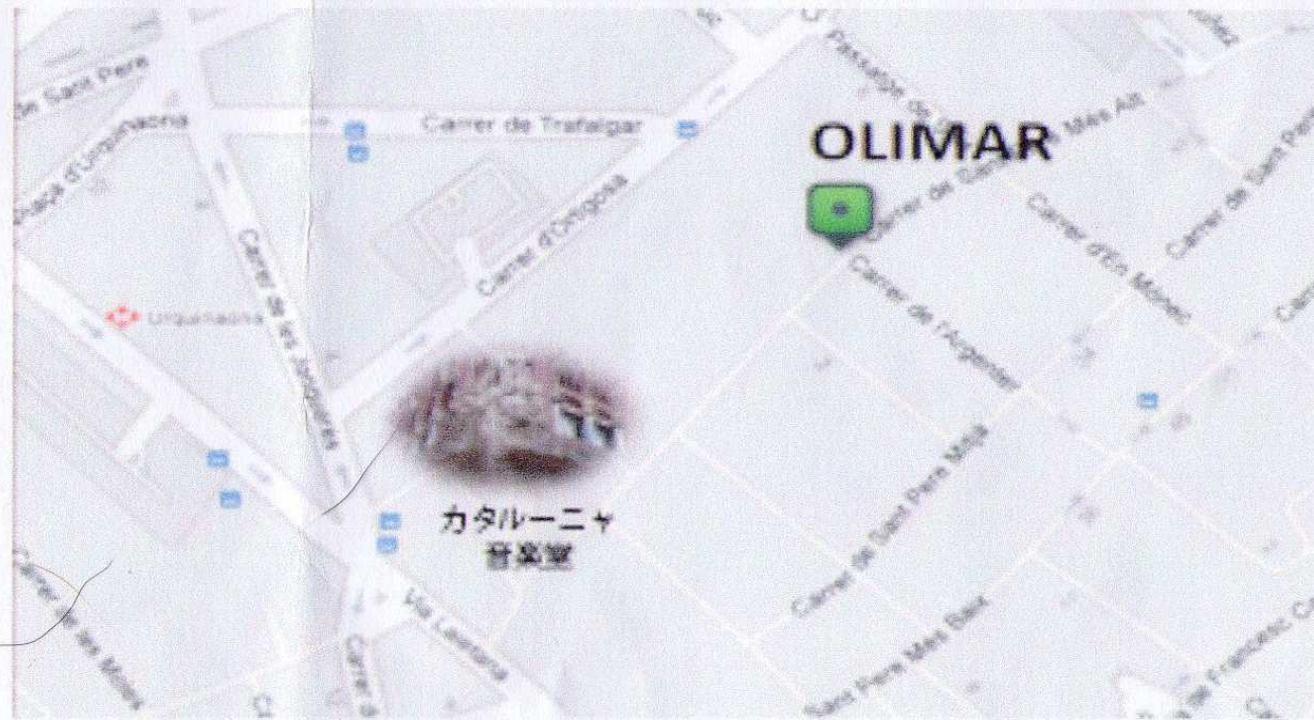 de Sant Pere
Plaça d'Urquinaona
Carrer de Trafalgar
Passatge de
OLIMAR
Carrer de Sant
Més Alt
Carrer de Sant
Carrer d'Ortigosa
Carrer d'En Mònec
Carrer de les Jonqueres
Urquinaona
Carrer de l'Argenter
カタルーニャ
音楽堂
Carrer de Sant Pere Mitjà
Carrer de les Moles
Via Laietana
Sant Pere Més Baix
de Francesc